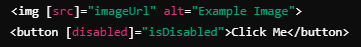 <img [src]="imageUrl" alt="Example Image">
<button [disabled]="isDisabled">Click Me</button>